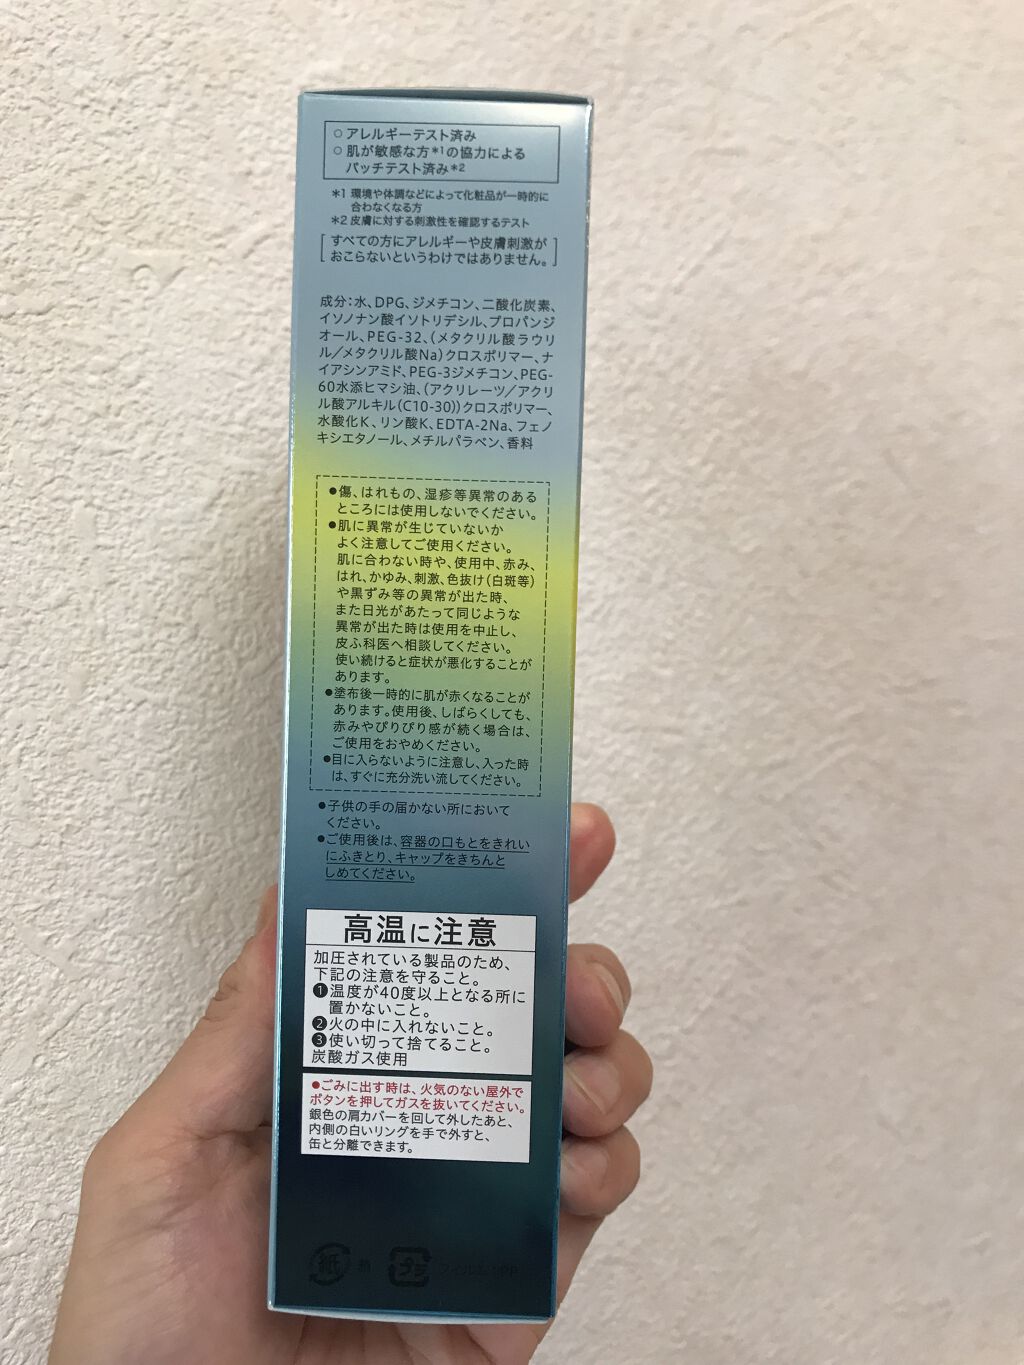 ○ アレルギーテスト済み
○ 肌が敏感な方*1の協力による
パッチテスト済み*2
*1 環境や体調などによって化粧品が一時的に
合わなくなる方
*2 皮膚に対する刺激性を確認するテスト
[すべての方にアレルギーや皮膚刺激が
おこらないというわけではありません。]
成分：水、DPG、ジメチコン、二酸化炭素、
イソノナン酸イソトリデシル、プロパンジ
オール、PEG-32、(メタクリル酸ラウリ
ル／メタクリル酸Na)クロスポリマー、ナ
イアシンアミド、PEG-3ジメチコン、PEG-
60水添ヒマシ油、(アクリレーツ／アクリ
ル酸アルキル(C10-30))クロスポリマー、
水酸化K、リン酸K、EDTA-2Na、フェノ
キシエタノール、メチルパラベン、香料
●傷、はれもの、湿疹等異常のある
ところには使用しないでください。
●肌に異常が生じていないか
よく注意してご使用ください。
肌に合わない時や、使用中、赤み、
はれ、かゆみ、刺激、色抜け(白斑等)
や黒ずみ等の異常が出た時、
また日光があたって同じような
異常が出た時は使用を中止し、
皮ふ科医へ相談してください。
使い続けると症状が悪化することが
あります。
●塗布後一時的に肌が赤くなることが
あります。使用後、しばらくしても、
赤みやぴりぴり感が続く場合は、
ご使用をおやめください。
●目に入らないように注意し、入った時
は、すぐに充分洗い流してください。
●子供の手の届かない所において
ください。
●ご使用後は、容器の口もとをきれい
にふきとり、キャップをきちんと
しめてください。
高温に注意
加圧されている製品のため、
下記の注意を守ること。
❶温度が40度以上となる所に
置かないこと。
❷火の中に入れないこと。
❸使い切って捨てること。
炭酸ガス使用
●ごみに出す時は、火気のない屋外で
ボタンを押してガスを抜いてください。
銀色の肩カバーを回して外したあと、
内側の白いリングを手で外すと、
缶と分離できます。
紙 箱 プラ フィルム:PP